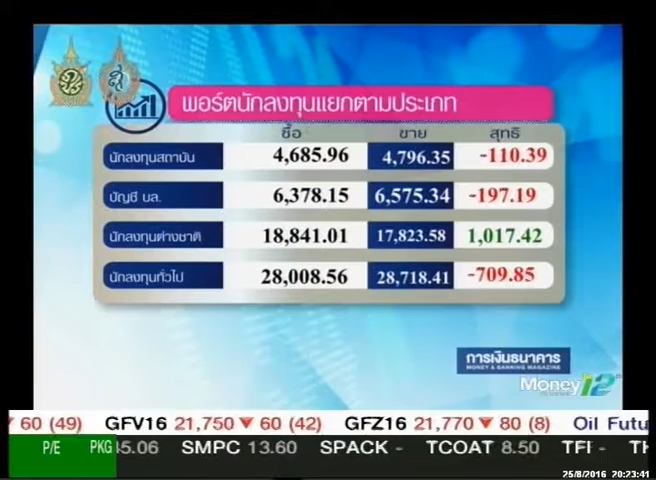 พอร์ตนักลงทุนแยกตามประเภท
ซื้อ ขาย สุทธิ
นักลงทุนสถาบัน 4,685.96 4,796.35 -110.39
บัญชี บล. 6,378.15 6,575.34 -197.19
นักลงทุนต่างชาติ 18,841.01 17,823.58 1,017.42
นักลงทุนทั่วไป 28,008.56 28,718.41 -709.85
การเงินธนาคาร
MONEY & BANKING MAGAZINE
Money 12
60 (49) GFV16 21,750 ▼ 60 (42) GFZ16 21,770 ▼ 80 (8) Oil Futu
P/E PKG 45.06 SMPC 13.60 SPACK - TCOAT 8.50 TFI - TH
25/8/2016 20:23:41